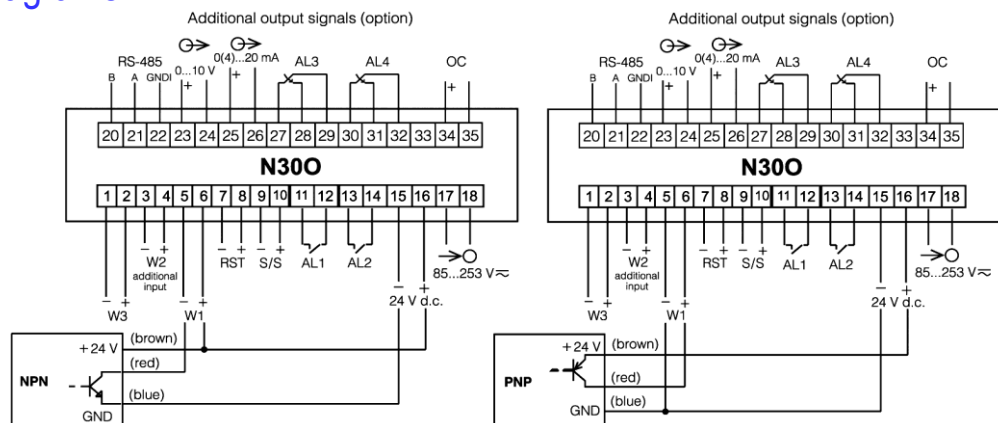 Additional output signals (option)
RS-485
B A GNDI
0...10 V
+
0(4)...20 mA
+
AL3
AL4
OC
+
20 21 22 23 24 25 26 27 28 29 30 31 32 33 34 35
N30O
1 2 3 4 5 6 7 8 9 10 11 12 13 14 15 16 17 18
− +
W2
additional
input
− +
RST
− +
S/S
AL1
AL2
85...253 V≂
− +
24 V d.c.
− +
W3
− +
W1
+24 V
(brown)
(red)
NPN
(blue)
GND
Additional output signals (option)
RS-485
B A GNDI
0...10 V
+
0(4)...20 mA
+
AL3
AL4
OC
+
20 21 22 23 24 25 26 27 28 29 30 31 32 33 34 35
N30O
1 2 3 4 5 6 7 8 9 10 11 12 13 14 15 16 17 18
− +
W2
additional
input
− +
RST
− +
S/S
AL1
AL2
85...253 V≂
− +
24 V d.c.
− +
W3
− +
W1
+24 V
(brown)
PNP
(red)
(blue)
GND